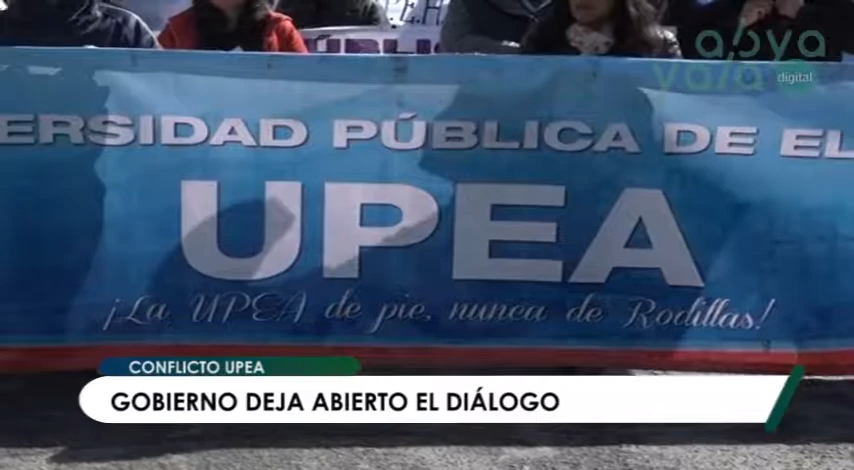 abya
yala digital
ERSIDAD PÚBLICA DE EL
UPEA
¡La UPEA de pie, nunca de Rodillas!
CONFLICTO UPEA
GOBIERNO DEJA ABIERTO EL DIÁLOGO